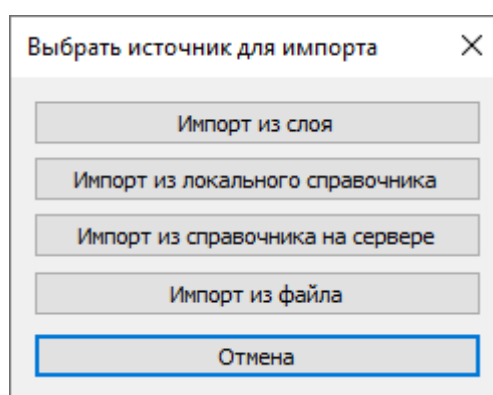 Выбрать источник для импорта
Импорт из слоя
Импорт из локального справочника
Импорт из справочника на сервере
Импорт из файла
Отмена